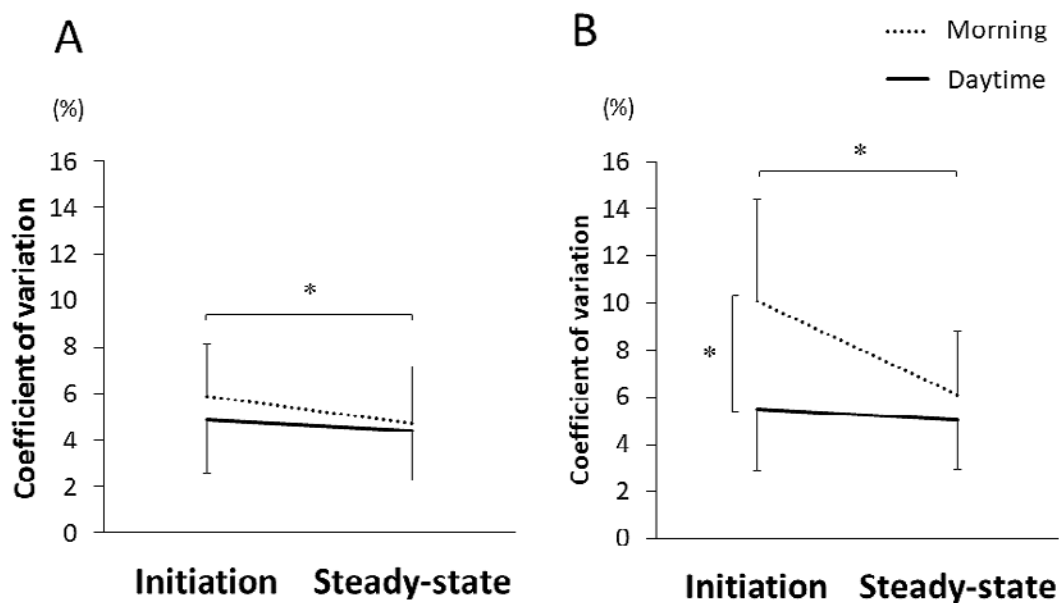 A
(%)
Coefficient of variation
16
14
12
10
8
6
4
2
0
*
Initiation Steady-state
B
Morning
Daytime
(%)
Coefficient of variation
16
14
12
10
8
6
4
2
0
*
*
Initiation Steady-state